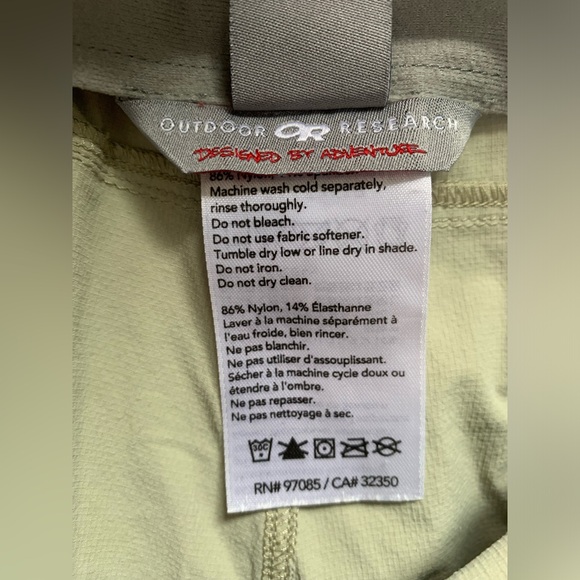 OUTDOOR OR RESEARCH
DESIGNED BY ADVENTURE
86% Nylon,
Machine wash cold separately,
rinse thoroughly.
Do not bleach.
Do not use fabric softener.
Tumble dry low or line dry in shade.
Do not iron.
Do not dry clean.
86% Nylon, 14% Élasthanne
Laver à la machine séparément à
l'eau froide, bien rincer.
Ne pas blanchir.
Ne pas utiliser d'assouplissant.
Sécher à la machine cycle doux ou
étendre à l'ombre.
Ne pas repasser.
Ne pas nettoyage à sec.
30C
RN# 97085 / CA# 32350